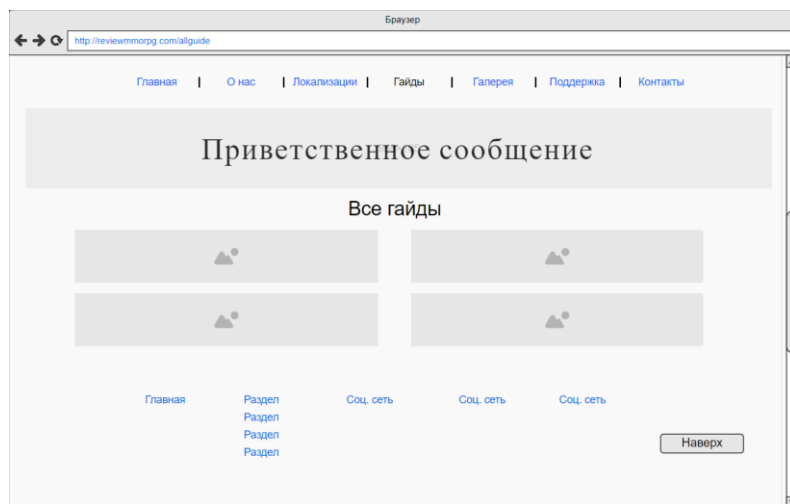 Браузер
http://reviewmmorpg.com/allguide
Главная | О нас | Локализации | Гайды | Галерея | Поддержка | Контакты
Приветственное сообщение
Все гайды
Главная Раздел Соц. сеть Соц. сеть Соц. сеть
Раздел
Раздел
Раздел
Наверх